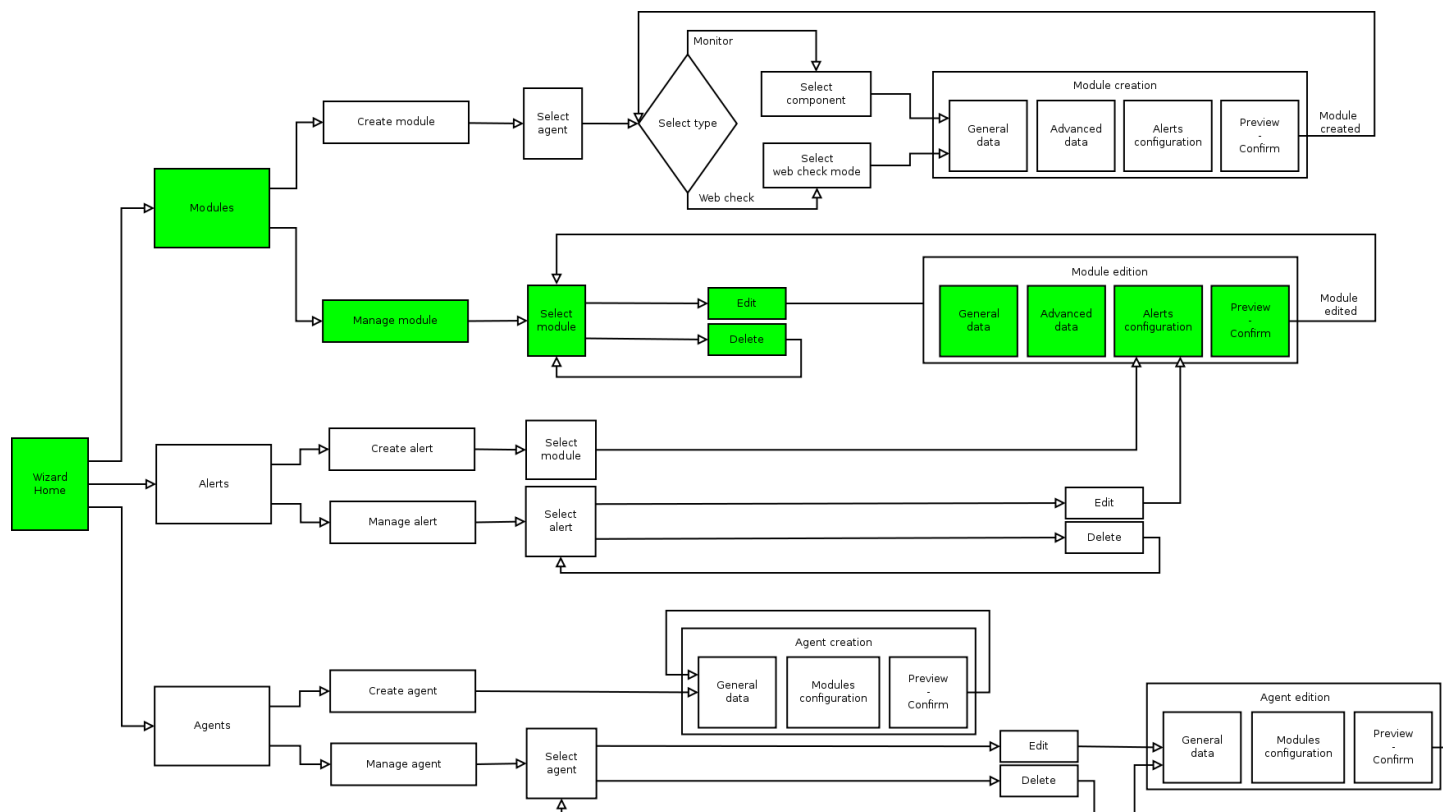 Monitor
Select
component
Module creation
Create module
Select
agent
Select type
General
data
Advanced
data
Alerts
configuration
Preview
-
Confirm
Module
created
Select
web check mode
Web check
Modules
Module edition
Manage module
Select
module
Edit
Delete
General
data
Advanced
data
Alerts
configuration
Preview
-
Confirm
Module
edited
Wizard
Home
Alerts
Create alert
Select
module
Manage alert
Select
alert
Edit
Delete
Agent creation
Create agent
General
data
Modules
configuration
Preview
-
Confirm
Agents
Manage agent
Select
agent
Edit
Delete
Agent edition
General
data
Modules
configuration
Preview
-
Confirm